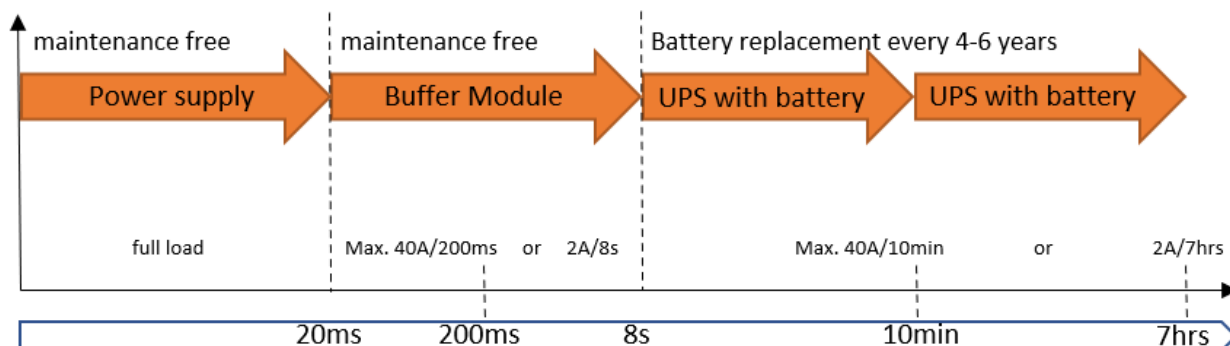 maintenance free
maintenance free
Battery replacement every 4-6 years
Power supply
Buffer Module
UPS with battery
UPS with battery
full load
Max. 40A/200ms or 2A/8s
Max. 40A/10min or 2A/7hrs
20ms
200ms
8s
10min
7hrs